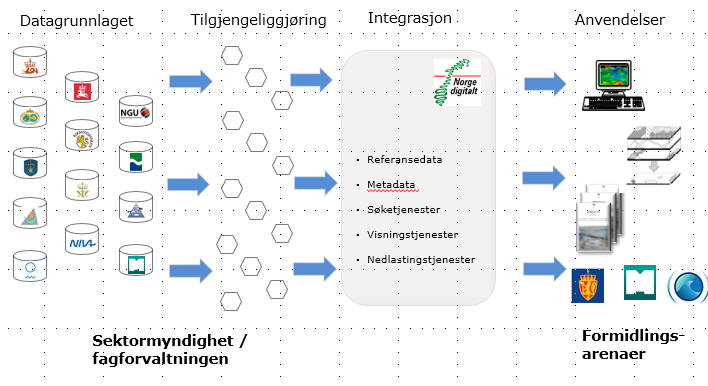 Datagrunnlaget
Tilgjengeliggjøring
Integrasjon
Anvendelser
Norge
digitalt
NGU
NIVA
• Referansedata
• Metadata
• Søketjenester
• Visningstjenester
• Nedlastingstjenester
Sektormyndighet /
fagforvaltningen
Formidlings-
arenaer